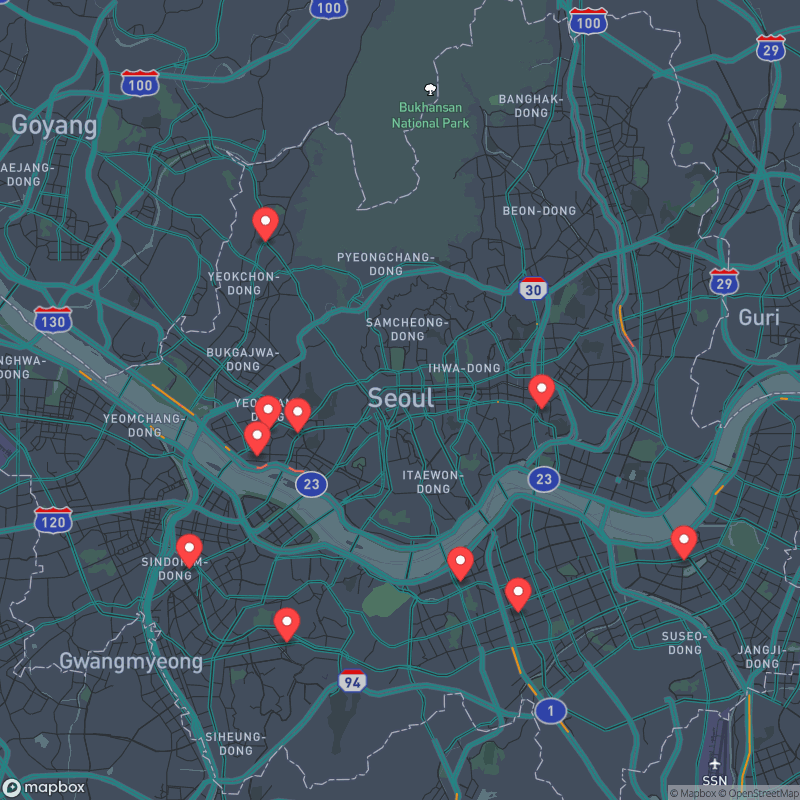 100
100
29
100
BANGHAK-
DONG
Bukhansan
National Park
Goyang
DONG
BEON-DONG
PYEONGCHANG-
DONG
YEOKCHON-
DONG
29
30
130
Guri
SAMCHEONG-
DONG
BUKGAJWA-
DONG
DONG
IHWA-DONG
Seoul
YEOMCHANG-
DONG
ITAEWON-
DONG
23
23
120
DONG
SUSEO-
DONG
JANGJI-
DONG
Gwangmyeong
94
1
SIHEUNG-
DONG
SSN
mapbox
© Mapbox © OpenStreetMap